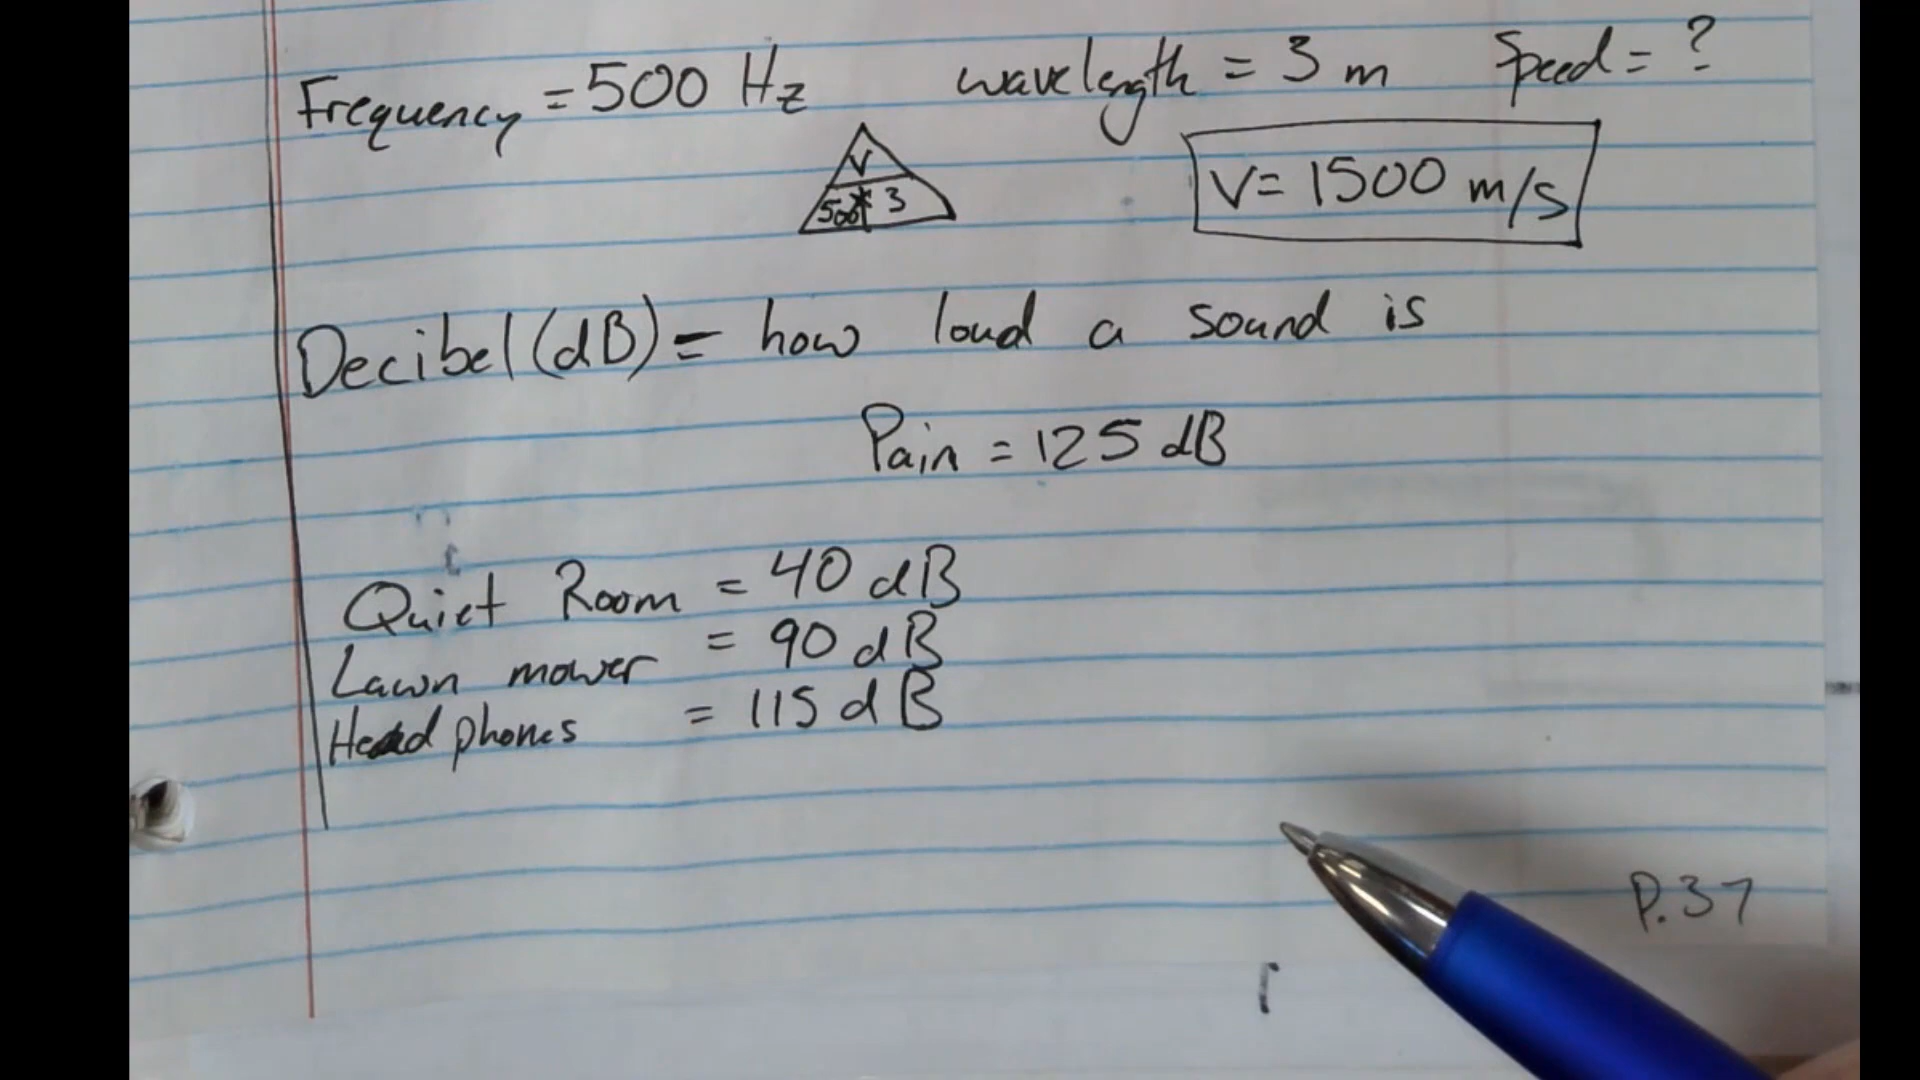 Frequency = 500 Hz wavelength = 3 m Speed = ?
V
500 * 3
V = 1500 m/s
Decibel (dB) = how loud a sound is
Pain = 125 dB
Quiet Room = 40 dB
Lawn mower = 90 dB
Headphones = 115 dB
P. 37